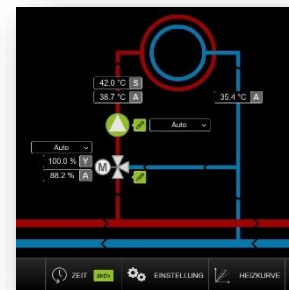 42.0 °C S
38.7 °C A
35.4 °C A
Auto
Auto
100.0 % Y
88.2 % A
M
ZEIT aktiv EINSTELLUNG HEIZKURVE